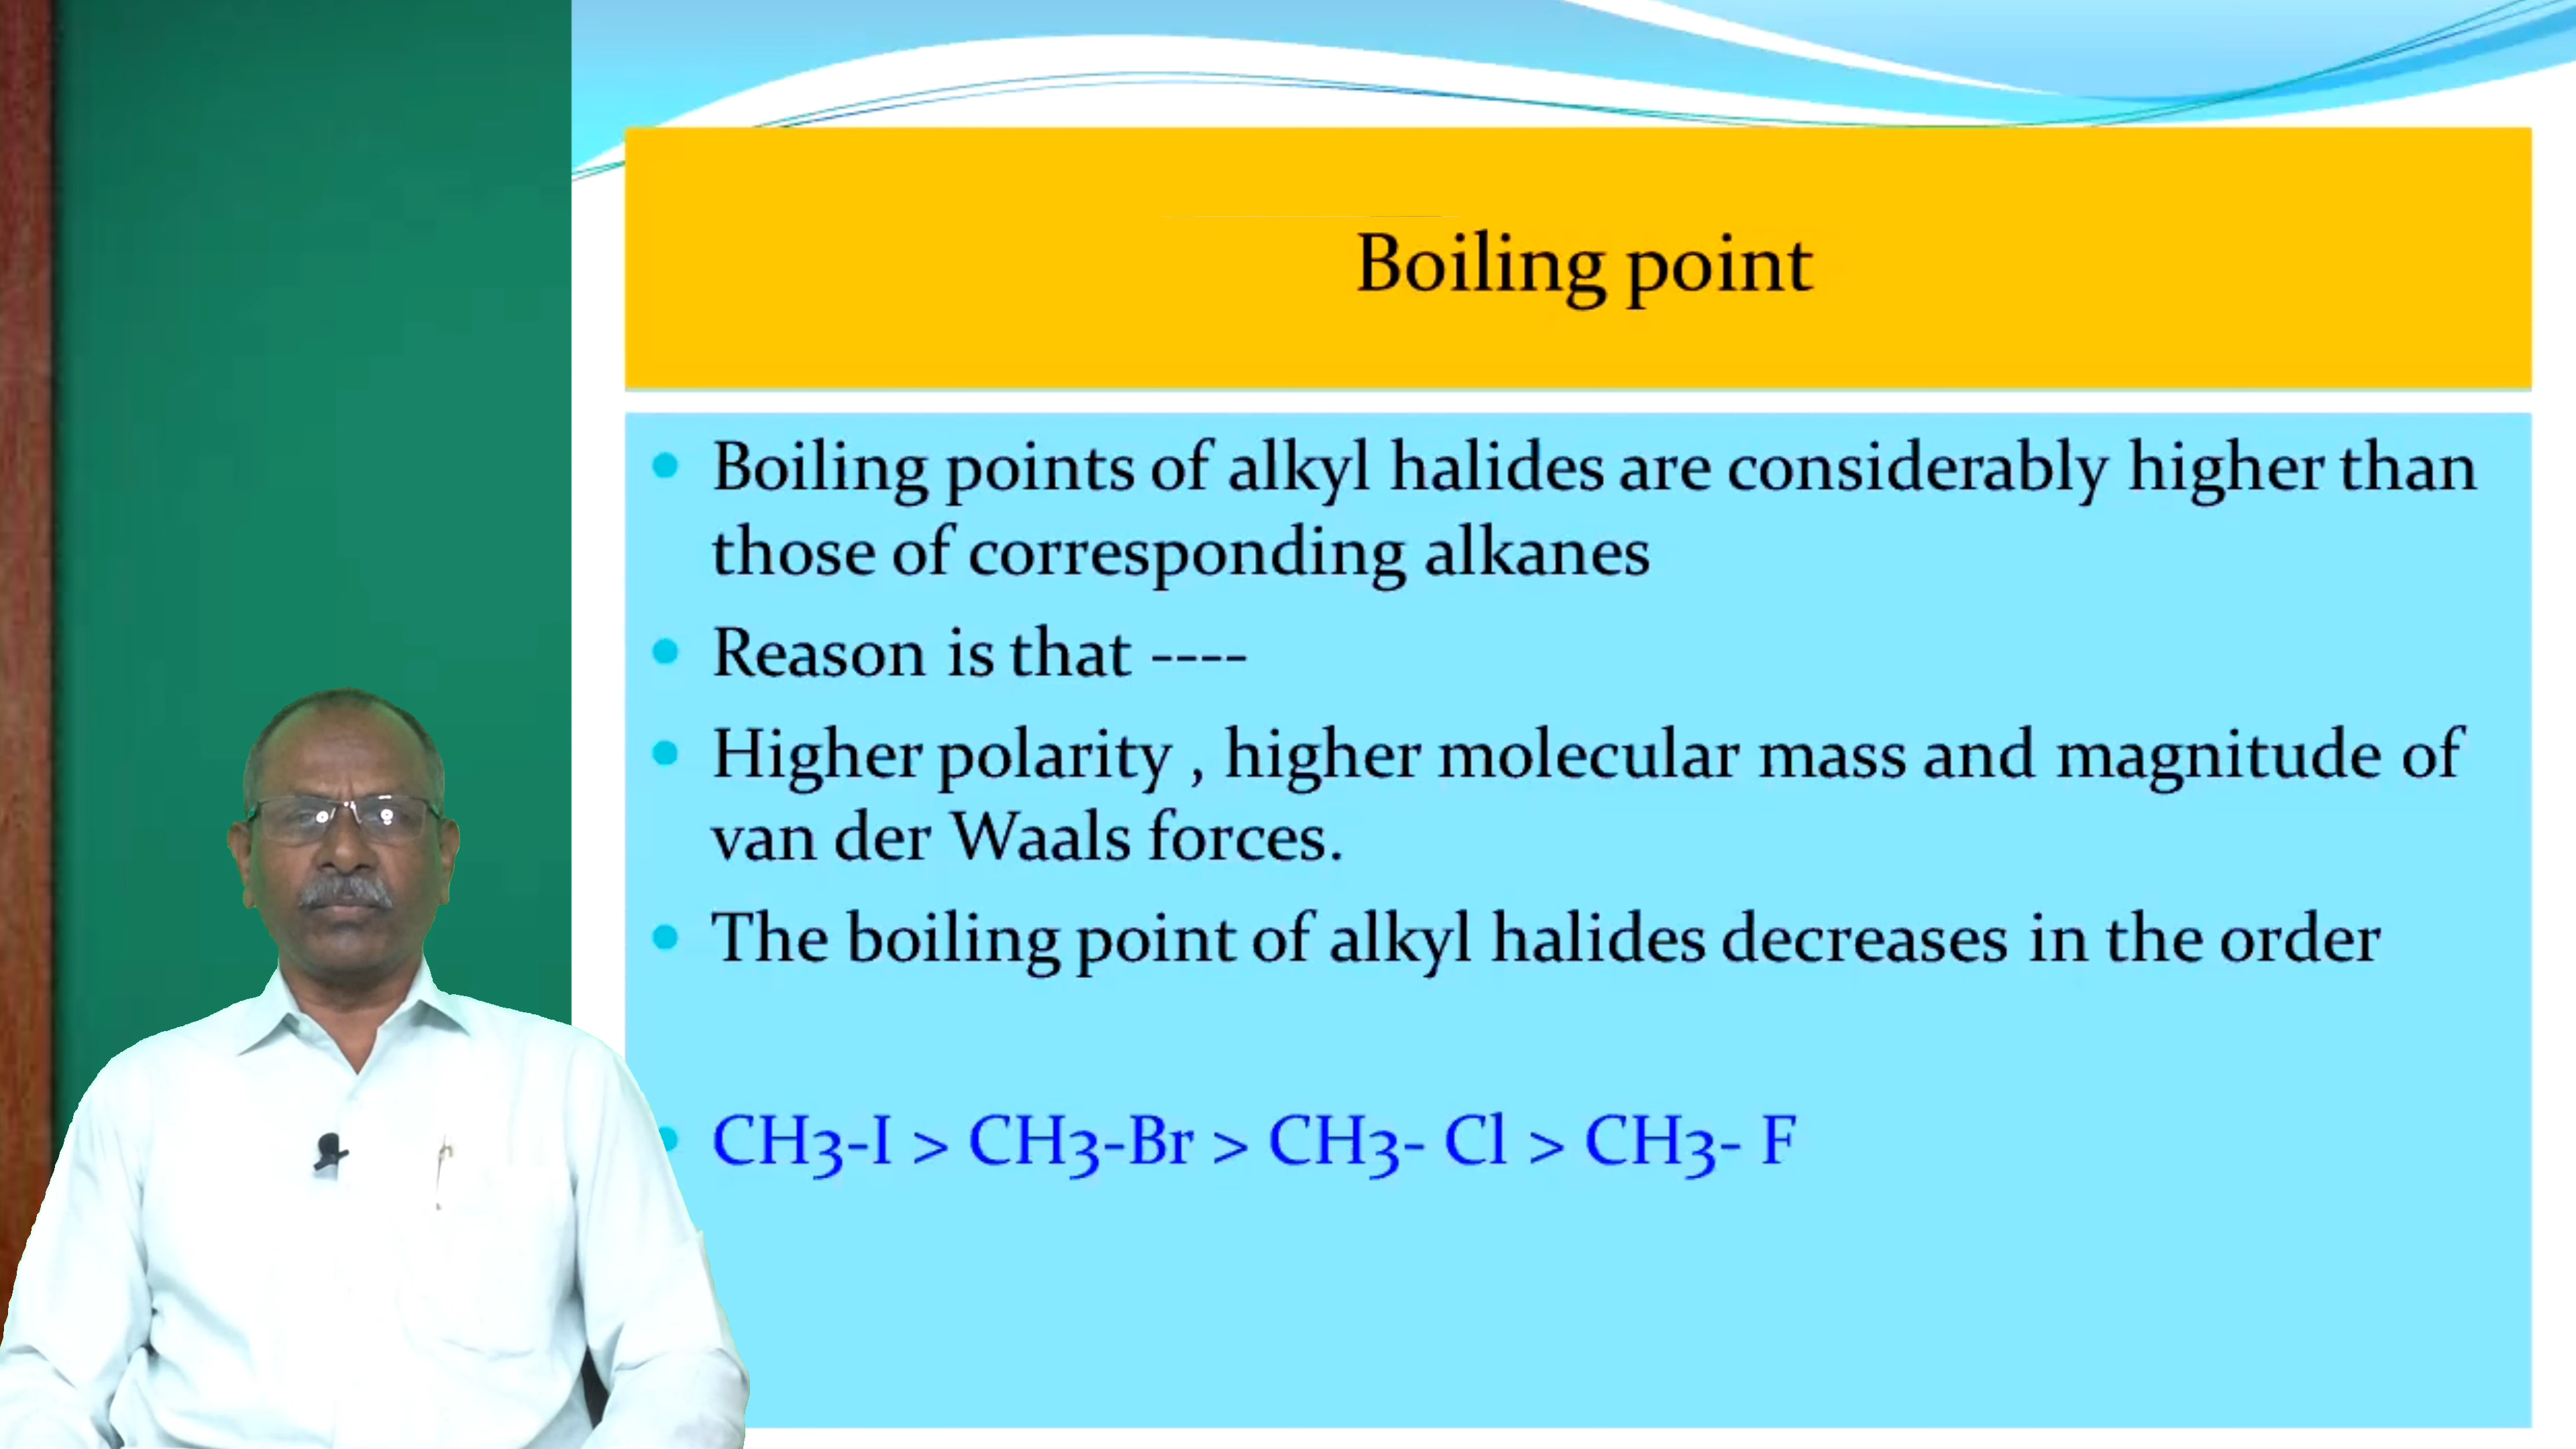 Boiling point
Boiling points of alkyl halides are considerably higher than
those of corresponding alkanes
Reason is that ----
Higher polarity , higher molecular mass and magnitude of
van der Waals forces.
The boiling point of alkyl halides decreases in the order
CH3-I > CH3-Br > CH3- Cl > CH3- F